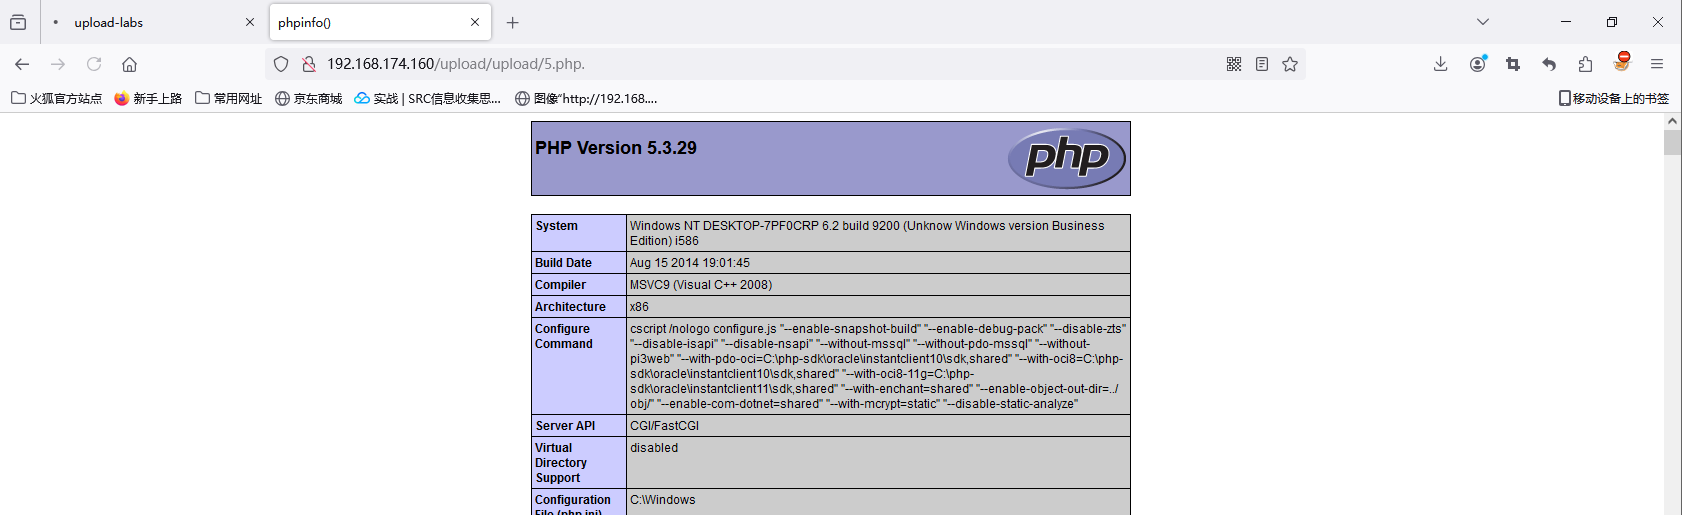 upload-labs
phpinfo()
192.168.174.160/upload/upload/5.php.
火狐官方站点
新手上路
常用网址
京东商城
实战 | SRC信息收集思...
图像"http://192.168....
移动设备上的书签
PHP Version 5.3.29
php
System
Windows NT DESKTOP-7PF0CRP 6.2 build 9200 (Unknow Windows version Business
Edition) i586
Build Date
Aug 15 2014 19:01:45
Compiler
MSVC9 (Visual C++ 2008)
Architecture
x86
Configure
Command
cscript /nologo configure.js "--enable-snapshot-build" "--enable-debug-pack" "--disable-zts"
"--disable-isapi" "--disable-nsapi" "--without-mssql" "--without-pdo-mssql" "--without-
pi3web" "--with-pdo-oci=C:\php-sdk\oracle\instantclient10\sdk,shared" "--with-oci8=C:\php-
sdk\oracle\instantclient10\sdk,shared" "--with-oci8-11g=C:\php-
sdk\oracle\instantclient11\sdk,shared" "--with-enchant=shared" "--enable-object-out-dir=../
obj/" "--enable-com-dotnet=shared" "--with-mcrypt=static" "--disable-static-analyze"
Server API
CGI/FastCGI
Virtual
Directory
Support
disabled
Configuration
File (php.ini)
C:\Windows